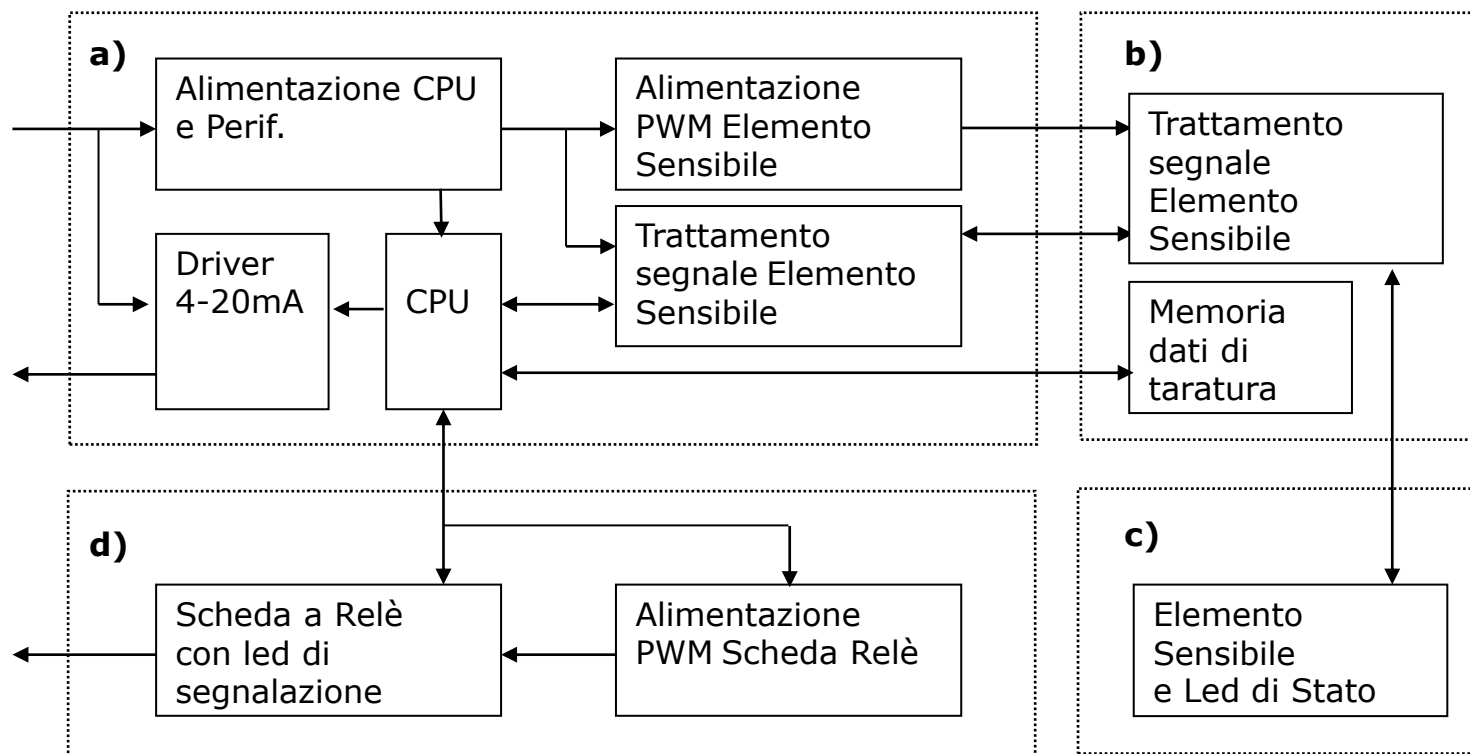 a)
Alimentazione CPU
e Perif.
Alimentazione
PWM Elemento
Sensibile
b)
Trattamento
segnale
Elemento
Sensibile
Driver
4-20mA
CPU
Trattamento
segnale Elemento
Sensibile
Memoria
dati di
taratura
d)
Scheda a Relè
con led di
segnalazione
Alimentazione
PWM Scheda Relè
c)
Elemento
Sensibile
e Led di Stato